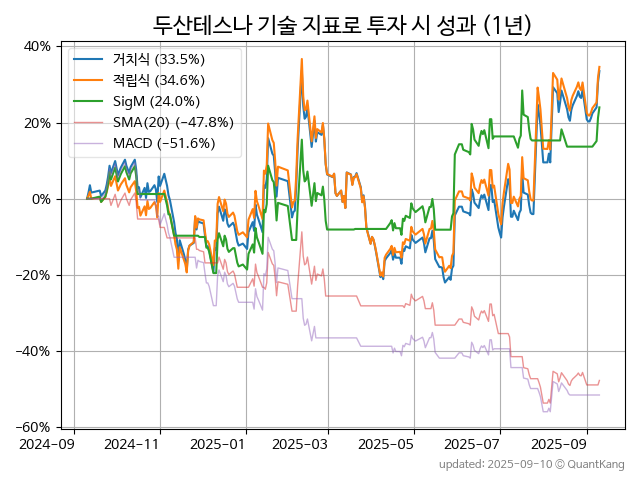 두산테스나 기술 지표로 투자 시 성과 (1년)
40%
20%
0%
−20%
−40%
−60%
거치식 (33.5%)
적립식 (34.6%)
SigM (24.0%)
SMA(20) (−47.8%)
MACD (−51.6%)
2024-09
2024-11
2025-01
2025-03
2025-05
2025-07
2025-09
updated: 2025-09-10 © QuantKang